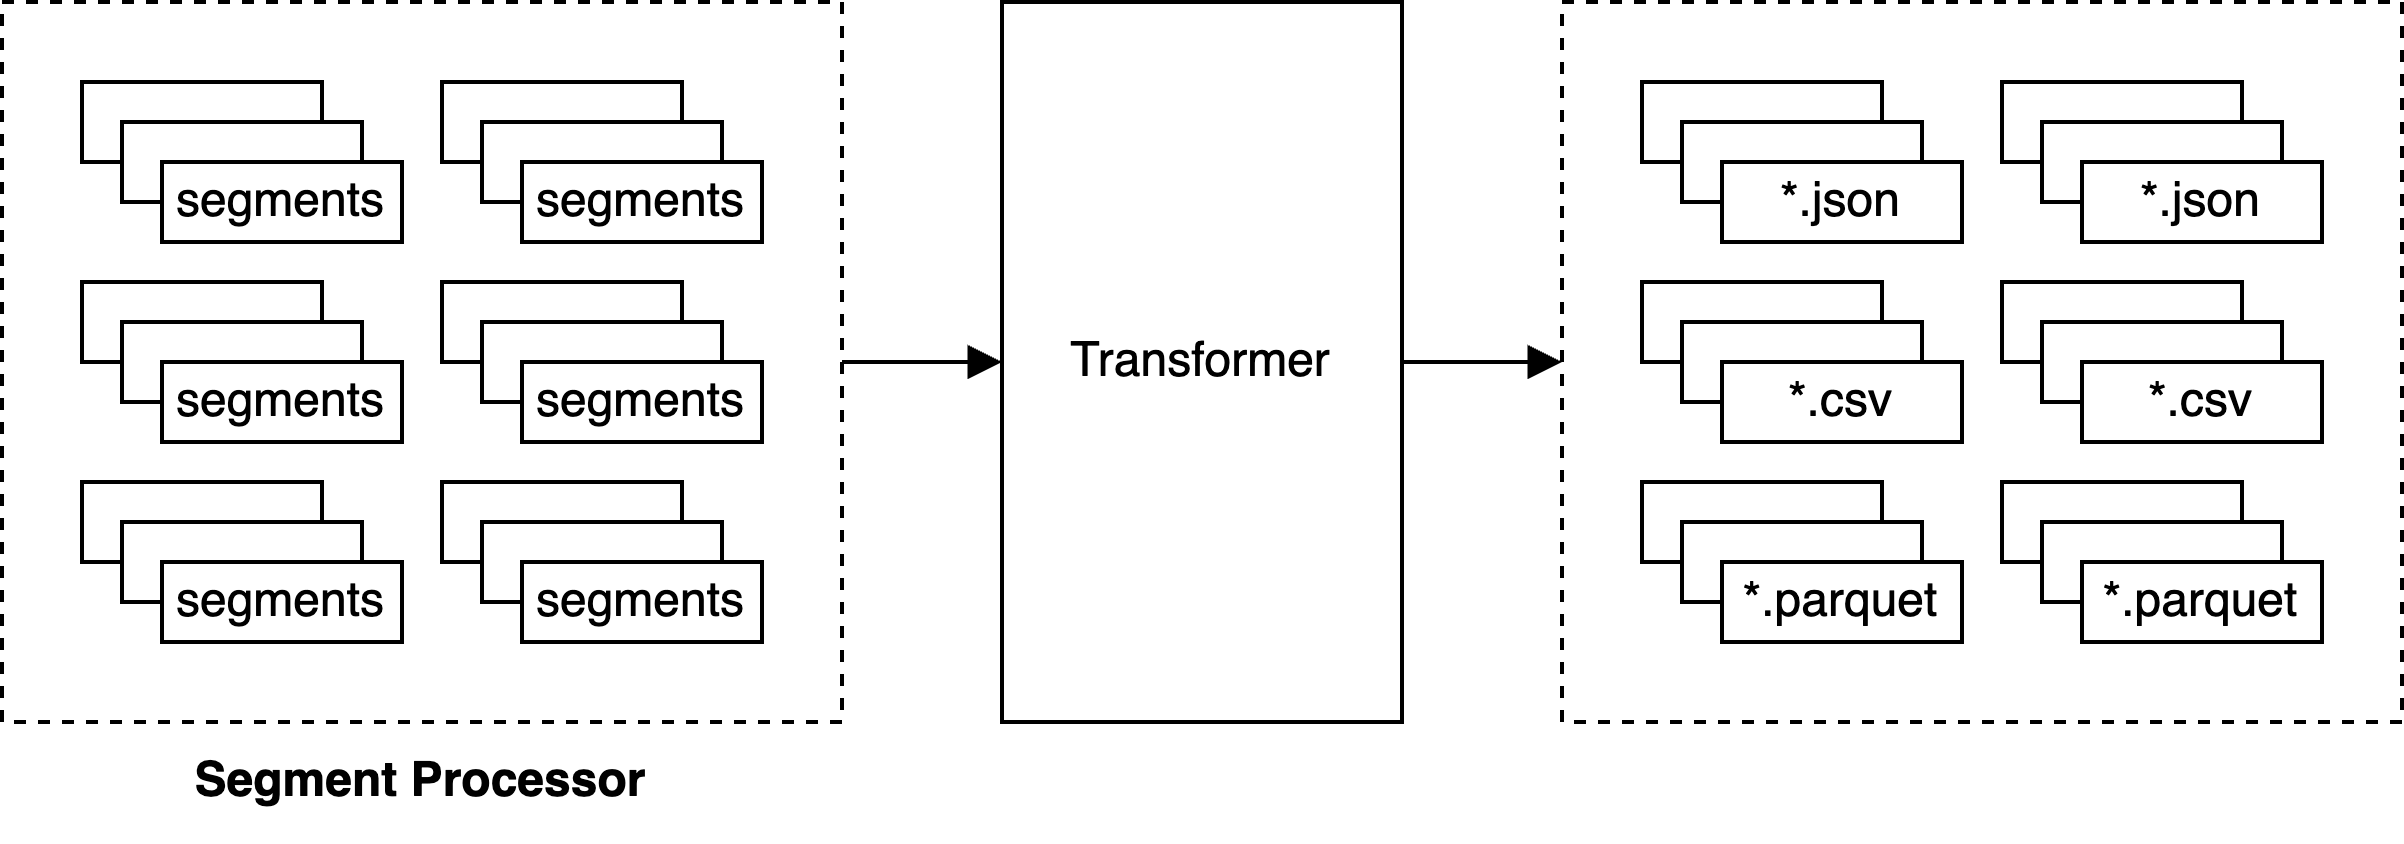 segments
segments
segments
segments
segments
segments
Segment Processor
Transformer
*.json
*.json
*.csv
*.csv
*.parquet
*.parquet